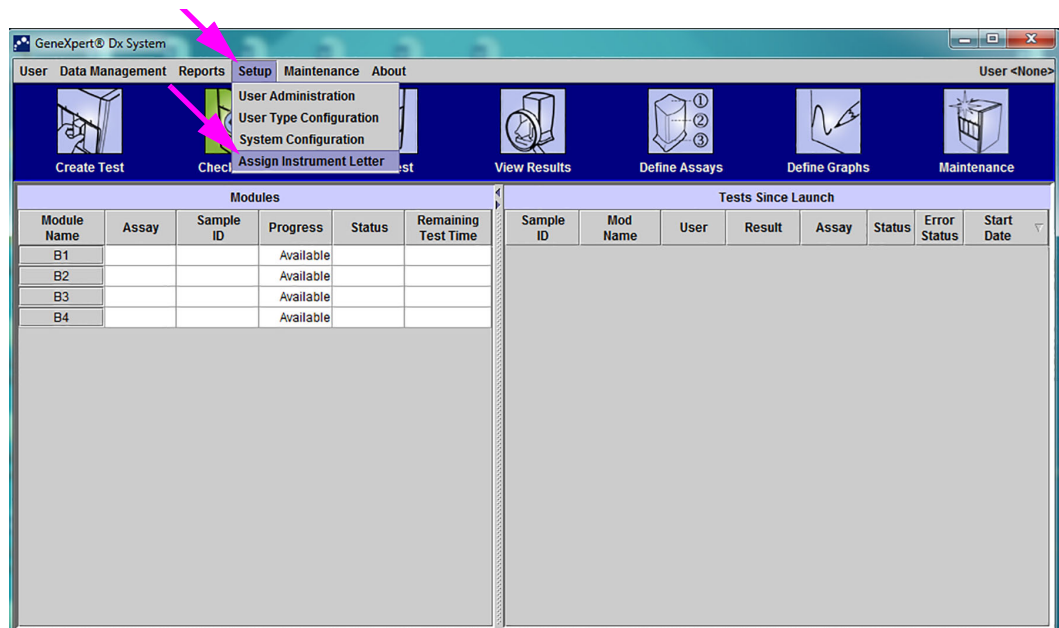 GeneXpert® Dx System
User Data Management Reports Setup Maintenance About User <None>
User Administration
User Type Configuration
System Configuration
Assign Instrument Letter
Create Test Chec st View Results Define Assays Define Graphs Maintenance
Modules
Module Name Assay Sample ID Progress Status Remaining Test Time
B1 Available
B2 Available
B3 Available
B4 Available
Tests Since Launch
Sample ID Mod Name User Result Assay Status Error Status Start Date